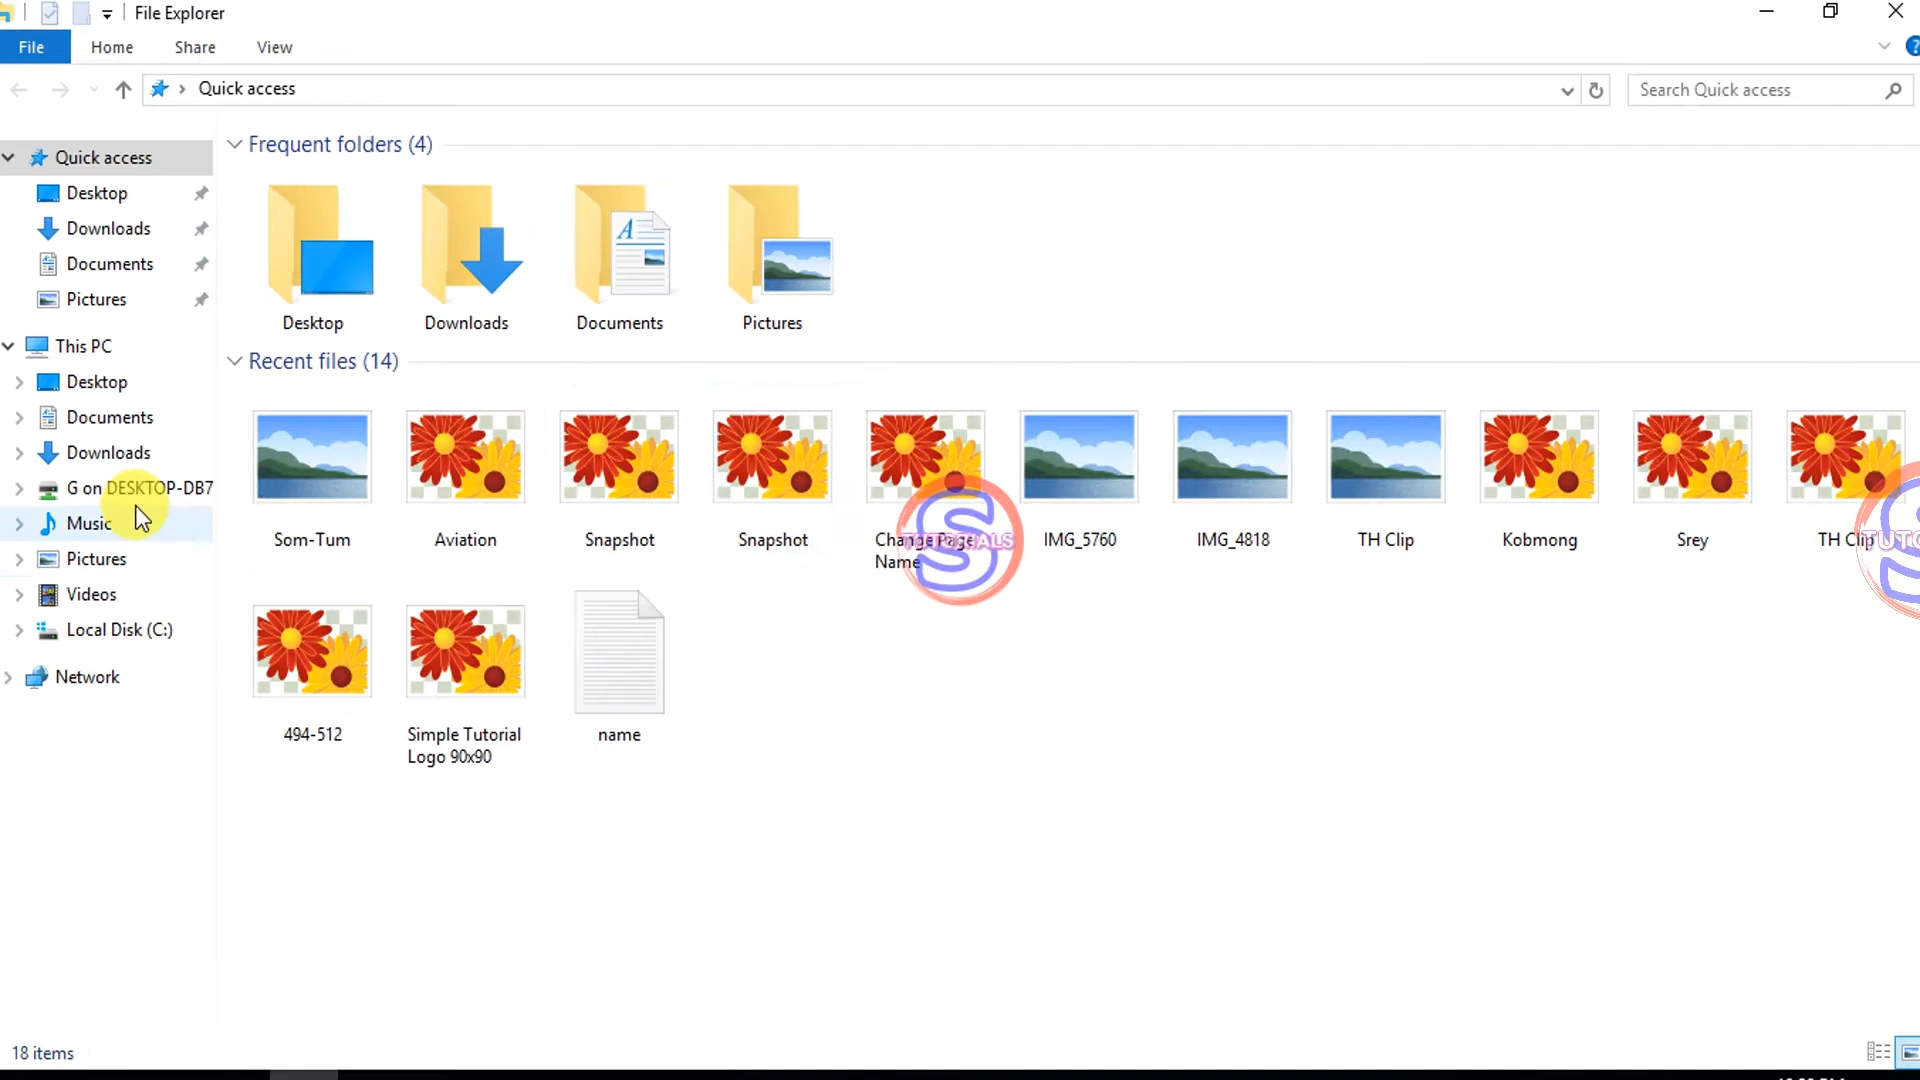 File Explorer
File Home Share View
Quick access
Search Quick access
Quick access
Desktop
Downloads
Documents
Pictures
This PC
Desktop
Documents
Downloads
G on DESKTOP-DB7
Music
Pictures
Videos
Local Disk (C:)
Network
Frequent folders (4)
Desktop Downloads Documents Pictures
Recent files (14)
Som-Tum Aviation Snapshot Snapshot Change Page IMG_5760 IMG_4818 TH Clip Kobmong Srey TH Clip
Name
TUTORIALS
494-512 Simple Tutorial name
Logo 90x90
18 items